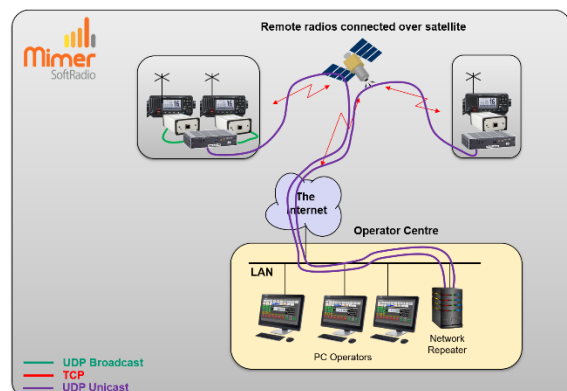 Remote radios connected over satellite
Mimer
SoftRadio
The
Internet
Operator Centre
LAN
PC Operators
Network
Repeater
UDP Broadcast
TCP
UDP Unicast